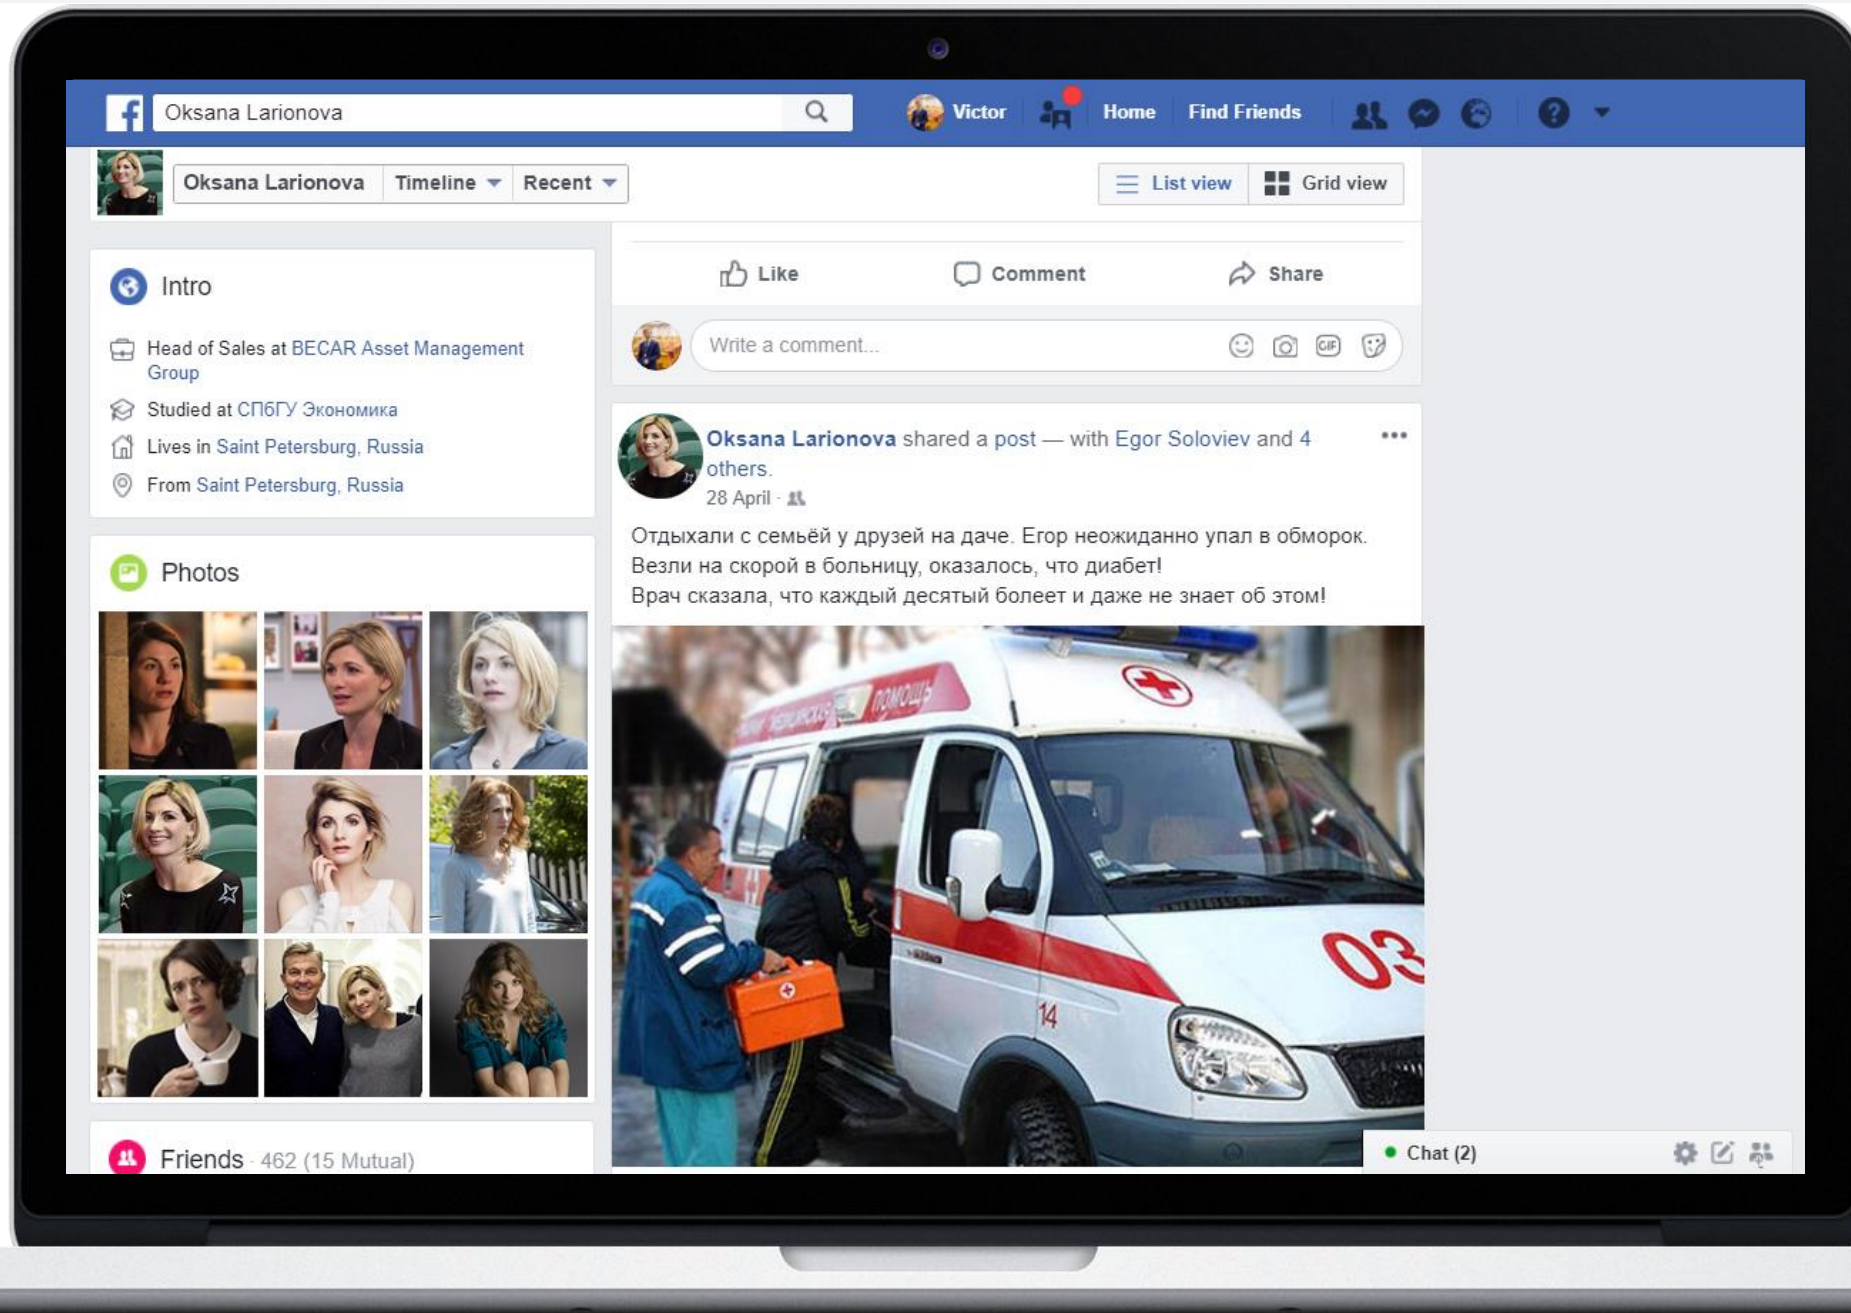 Oksana Larionova
Victor
Home
Find Friends
Oksana Larionova
Timeline
Recent
List view
Grid view
Intro
Head of Sales at BECAR Asset Management
Group
Studied at СПбГУ Экономика
Lives in Saint Petersburg, Russia
From Saint Petersburg, Russia
Photos
Friends · 462 (15 Mutual)
Like
Comment
Share
Write a comment...
GIF
Oksana Larionova shared a post — with Egor Soloviev and 4
others.
28 April ·
Отдыхали с семьёй у друзей на даче. Егор неожиданно упал в обморок.
Везли на скорой в больницу, оказалось, что диабет!
Врач сказала, что каждый десятый болеет и даже не знает об этом!
МЕДИЦИНСКАЯ ПОМОЩЬ
03
14
Chat (2)